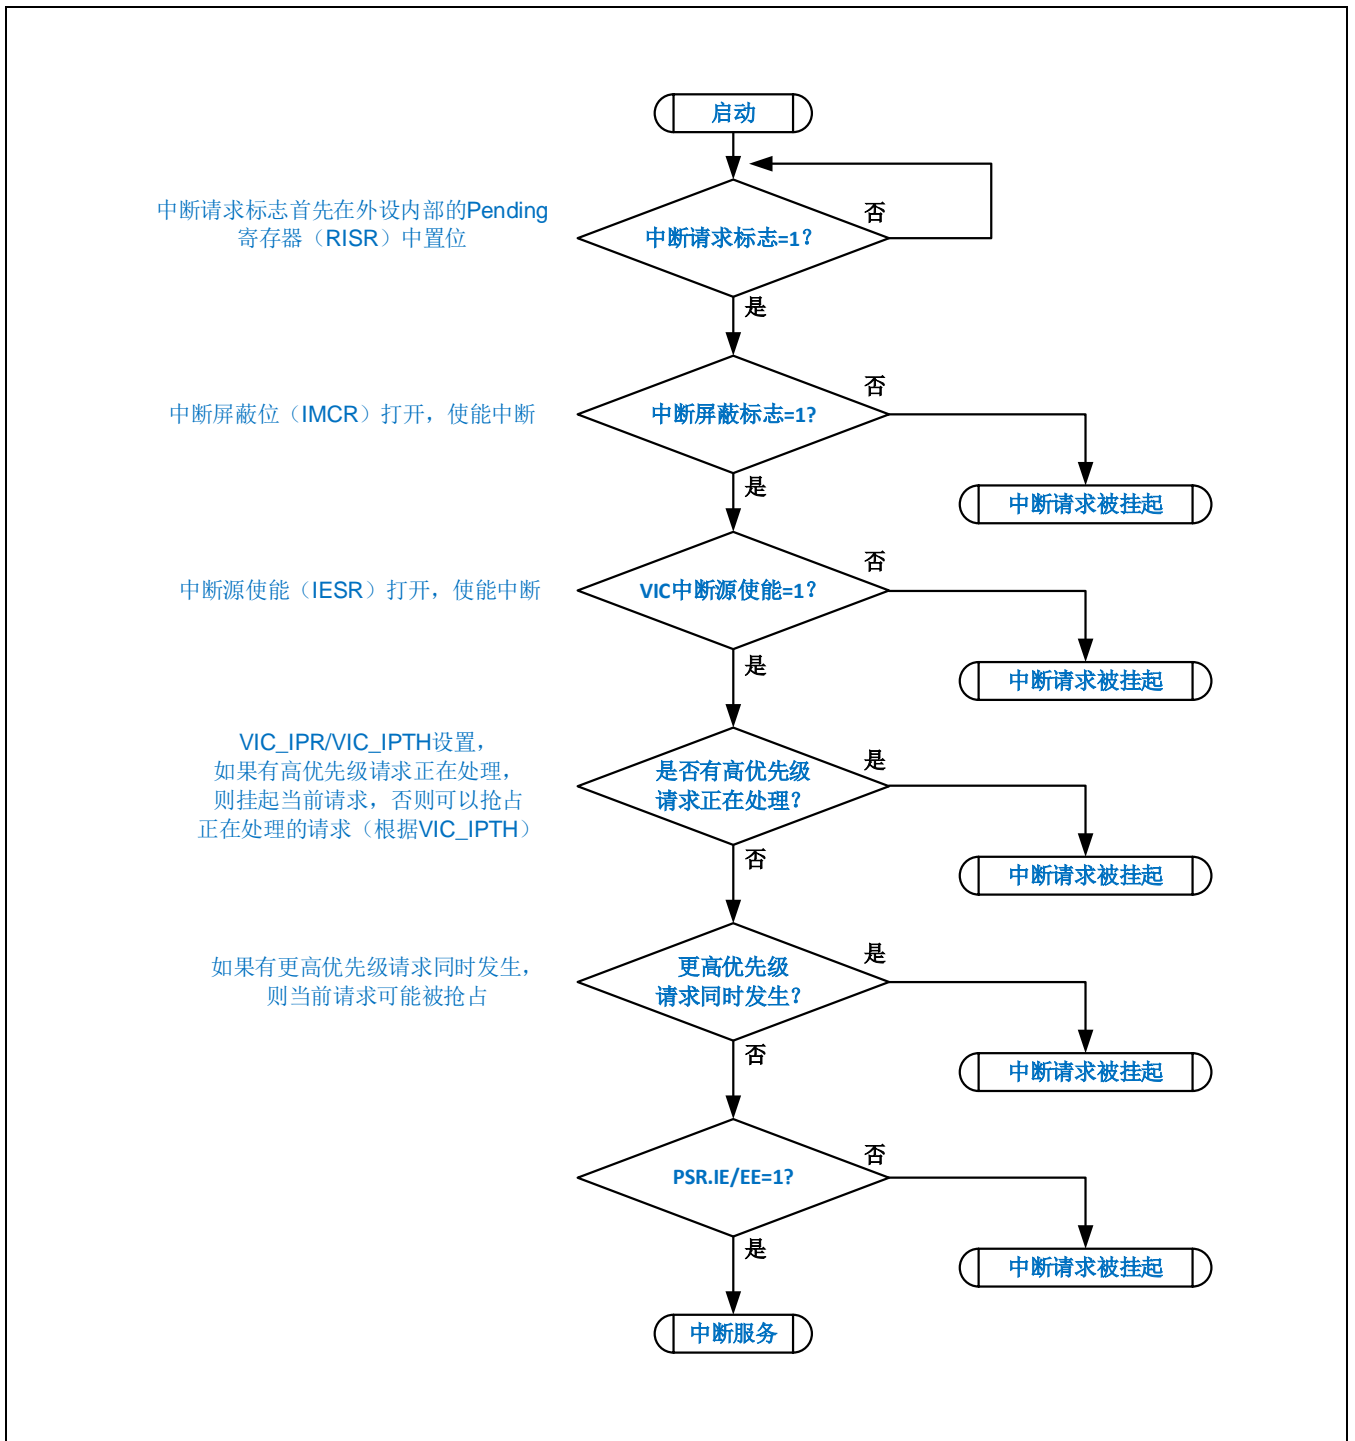 启动
中断请求标志首先在外设内部的Pending
寄存器（RISR）中置位
中断请求标志=1？
否
是
中断屏蔽位（IMCR）打开，使能中断
中断屏蔽标志=1?
否
中断请求被挂起
是
中断源使能（IESR）打开，使能中断
VIC中断源使能=1？
否
中断请求被挂起
是
VIC_IPR/VIC_IPTH设置，
如果有高优先级请求正在处理，
则挂起当前请求，否则可以抢占
正在处理的请求（根据VIC_IPTH）
是否有高优先级
请求正在处理？
是
中断请求被挂起
否
如果有更高优先级请求同时发生，
则当前请求可能被抢占
更高优先级
请求同时发生？
是
中断请求被挂起
否
PSR.IE/EE=1?
否
中断请求被挂起
是
中断服务